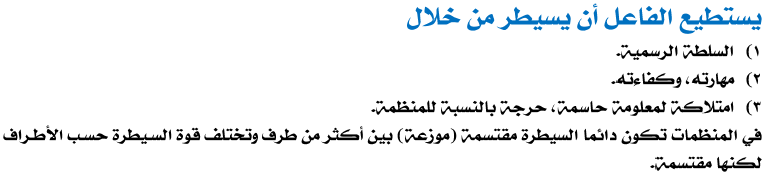 يستطيع الفاعل أن يسيطر من خلال
١) السلطة الرسمية.
٢) مهارته، وكفاءته.
٣) امتلاكة لمعلومة حاسمة، حرجة بالنسبة للمنظمة.
في المنظمات تكون دائما السيطرة مقتسمة (موزعة) بين أكثر من طرف وتختلف قوة السيطرة حسب الأطراف
لكنها مقتسمة.